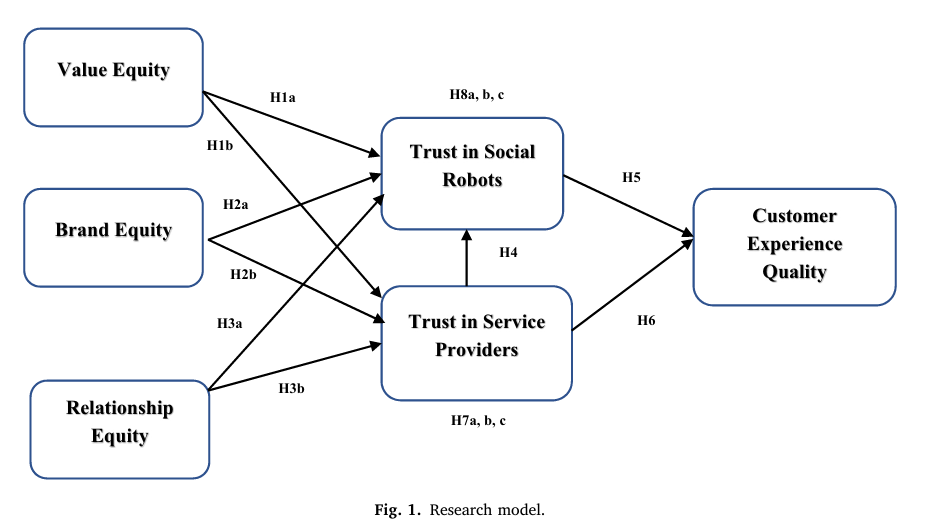 Value Equity
H1a
H8a, b, c
H1b
Trust in Social
Robots
H5
Brand Equity
H2a
Customer
Experience
Quality
H4
H2b
H3a
Trust in Service
Providers
H6
H3b
Relationship
Equity
H7a, b, c
Fig. 1. Research model.